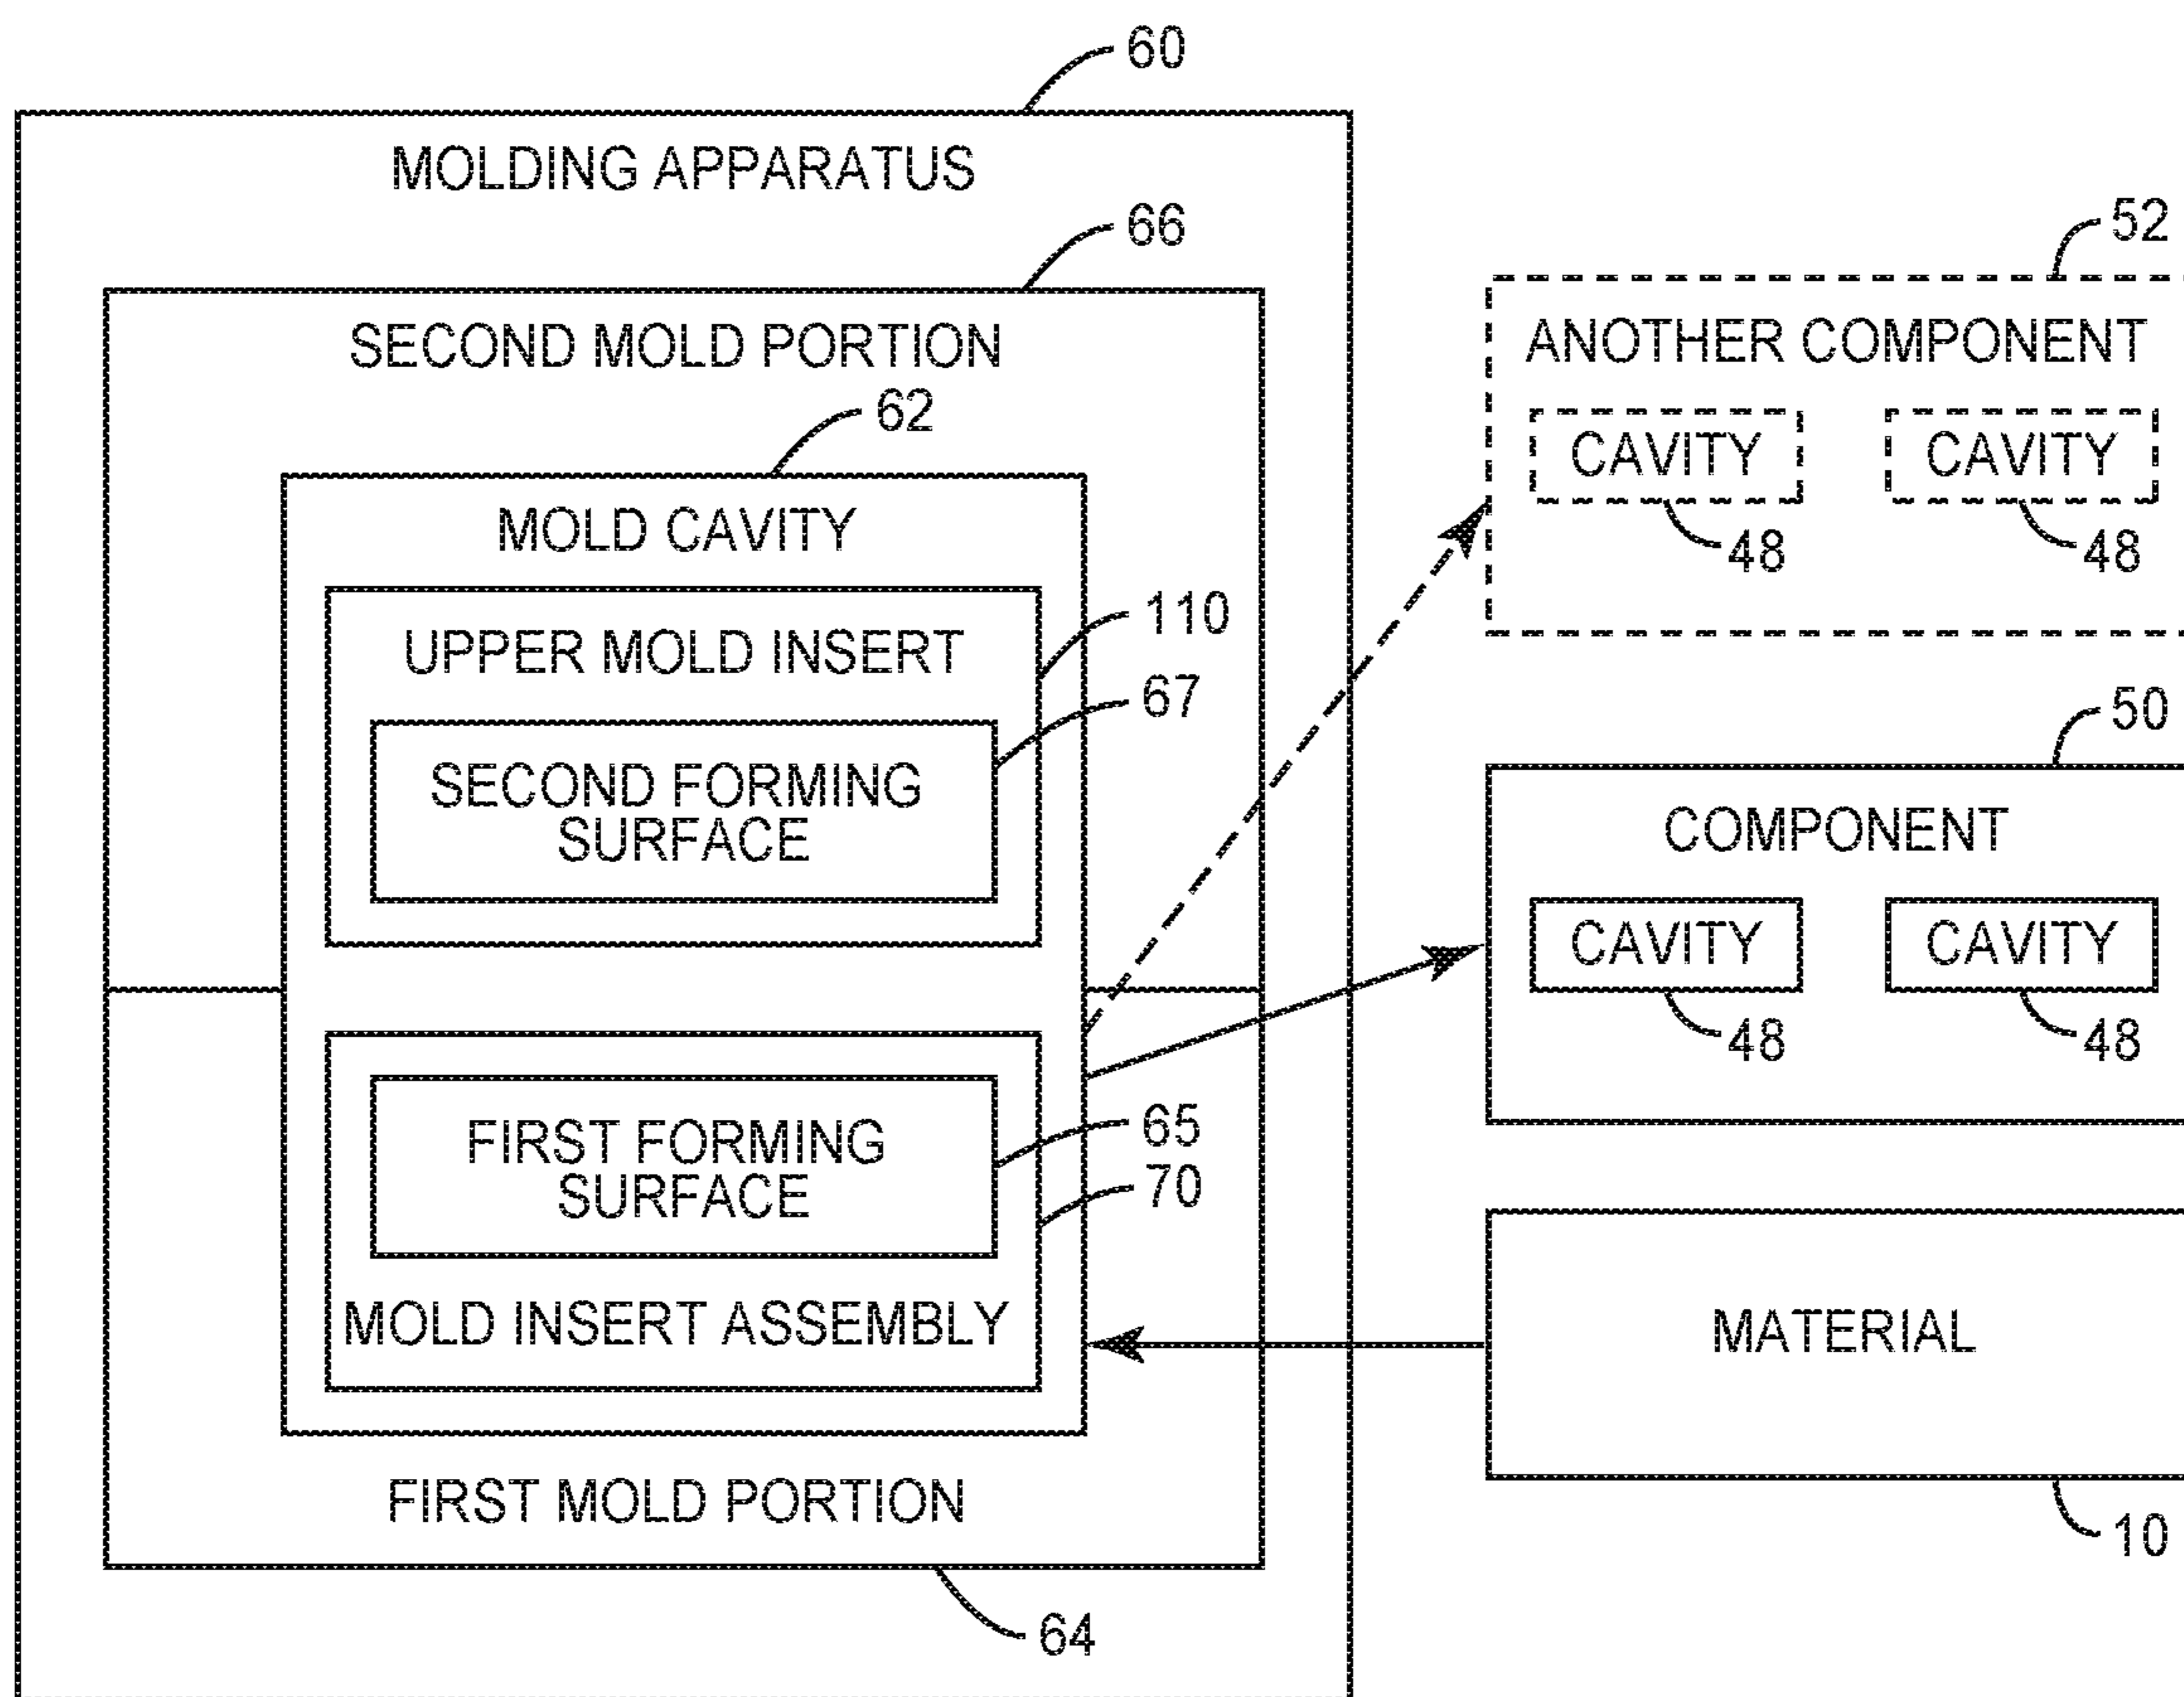 60
MOLDING APPARATUS
66
SECOND MOLD PORTION
62
MOLD CAVITY
110
UPPER MOLD INSERT
67
SECOND FORMING
SURFACE
FIRST FORMING
SURFACE
65
70
MOLD INSERT ASSEMBLY
FIRST MOLD PORTION
64
52
ANOTHER COMPONENT
CAVITY CAVITY
48 48
50
COMPONENT
CAVITY CAVITY
48 48
MATERIAL
10